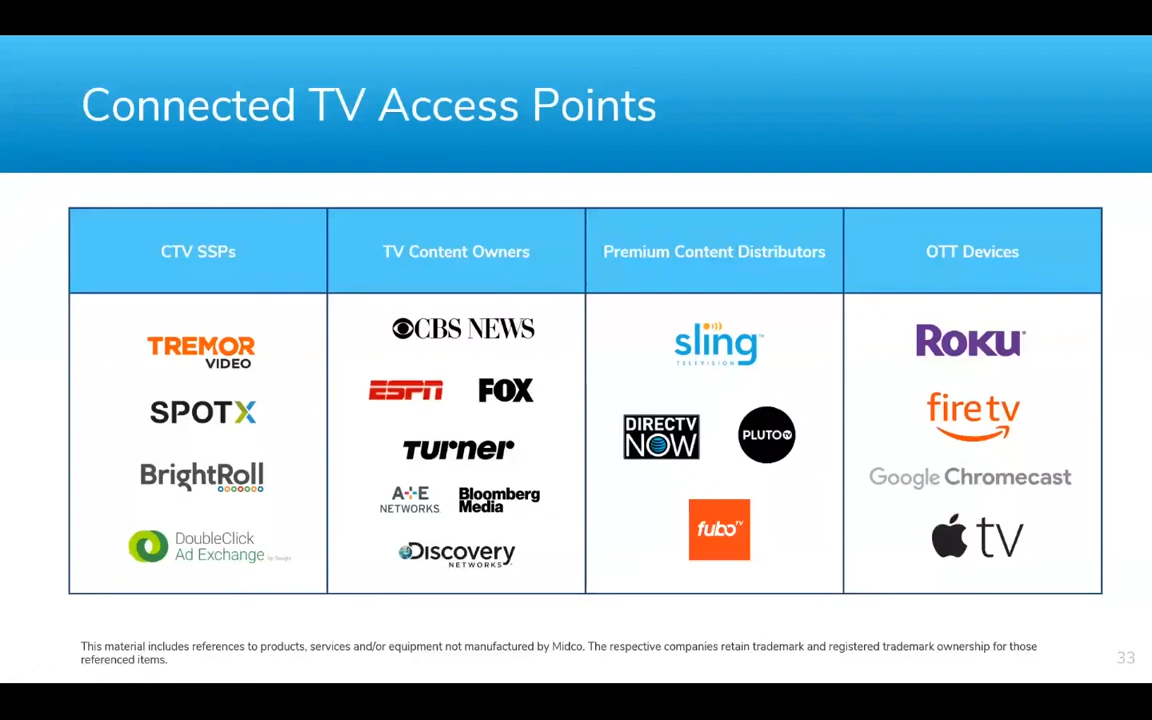 Connected TV Access Points
CTV SSPs
TREMOR
VIDEO
SPOTX
BrightRoll
DoubleClick
Ad Exchange by Google
TV Content Owners
CBS NEWS
ESPN FOX
Turner
A+E
NETWORKS
Bloomberg
Media
Discovery
NETWORKS
Premium Content Distributors
sling
TELEVISION
DIRECTV
NOW
PLUTO TV
fubo TV
OTT Devices
ROKU
fire tv
Google Chromecast
tv
This material includes references to products, services and/or equipment not manufactured by Midco. The respective companies retain trademark and registered trademark ownership for those
referenced items.
33